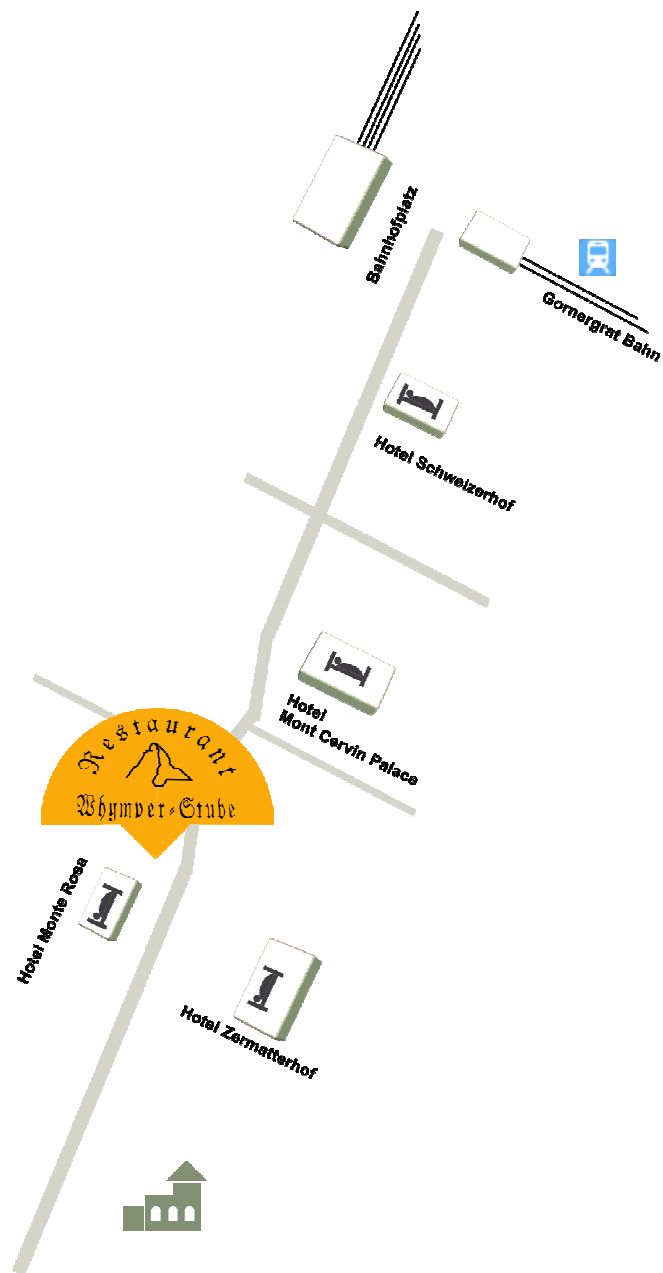 Bahnhofplatz
Gornergrat Bahn
Hotel Schweizerhof
Hotel
Mont Cervin Palace
Restaurant
Whymper-Stube
Hotel Monte Rosa
Hotel Zermatterhof